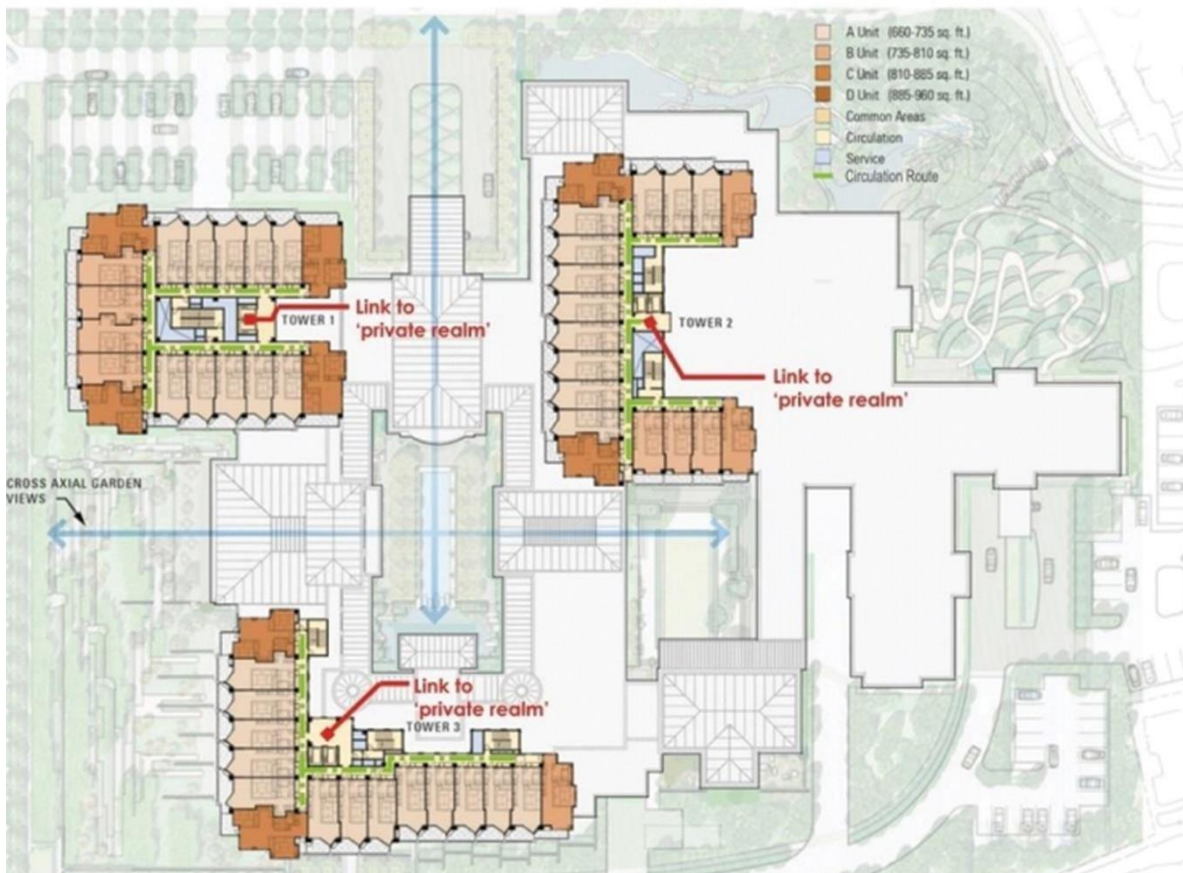 A Unit (660-735 sq. ft.)
B Unit (735-810 sq. ft.)
C Unit (810-885 sq. ft.)
D Unit (885-960 sq. ft.)
Common Areas
Circulation
Service
Circulation Route
Link to
'private realm'
TOWER 1
TOWER 2
Link to
'private realm'
CROSS AXIAL GARDEN
VIEWS
Link to
'private realm'
TOWER 3